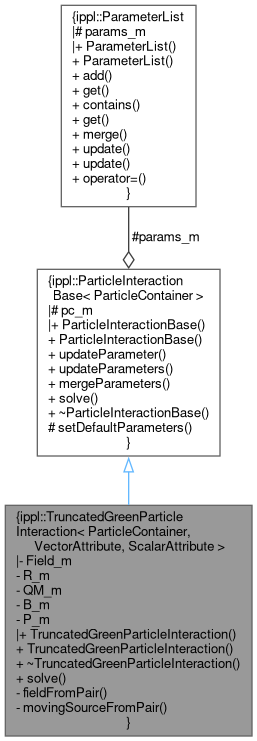 {ippl::ParameterList
|# params_m
|+ ParameterList()
+ ParameterList()
+ add()
+ get()
+ contains()
+ get()
+ merge()
+ update()
+ update()
+ operator=()
}
#params_m
{ippl::ParticleInteraction
Base< ParticleContainer >
|# pc_m
|+ ParticleInteractionBase()
+ ParticleInteractionBase()
+ updateParameter()
+ updateParameters()
+ mergeParameters()
+ solve()
+ ~ParticleInteractionBase()
# setDefaultParameters()
}
{ippl::TruncatedGreenParticle
Interaction< ParticleContainer,
VectorAttribute, ScalarAttribute >
|- Field_m
- R_m
- QM_m
- B_m
- P_m
|+ TruncatedGreenParticleInteraction()
+ TruncatedGreenParticleInteraction()
+ ~TruncatedGreenParticleInteraction()
+ solve()
- fieldFromPair()
- movingSourceFromPair()
}